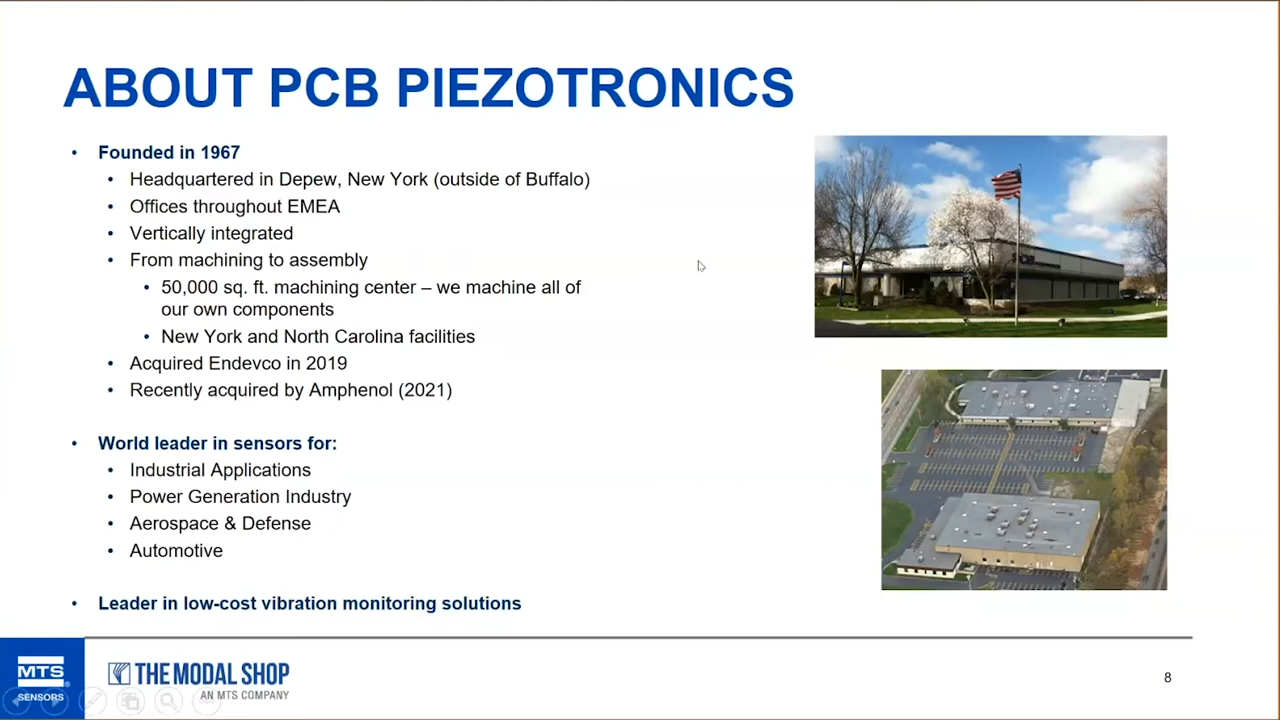 ABOUT PCB PIEZOTRONICS
• Founded in 1967
• Headquartered in Depew, New York (outside of Buffalo)
• Offices throughout EMEA
• Vertically integrated
• From machining to assembly
• 50,000 sq. ft. machining center – we machine all of
our own components
• New York and North Carolina facilities
• Acquired Endevco in 2019
• Recently acquired by Amphenol (2021)
• World leader in sensors for:
• Industrial Applications
• Power Generation Industry
• Aerospace & Defense
• Automotive
• Leader in low-cost vibration monitoring solutions
MTS
SENSORS
THE MODAL SHOP
AN MTS COMPANY
8